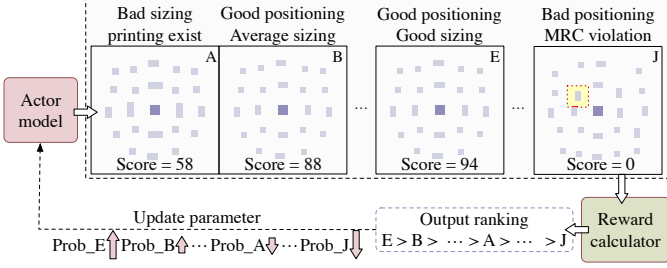 Bad sizing
printing exist
Good positioning
Average sizing
Good positioning
Good sizing
Bad positioning
MRC violation
A
B
E
J
Actor
model
...
...
Score = 58
Score = 88
Score = 94
Score = 0
Update parameter
Output ranking
Reward
calculator
Prob_E Prob_B ··· Prob_A ··· Prob_J
E > B > ··· > A > ··· > J